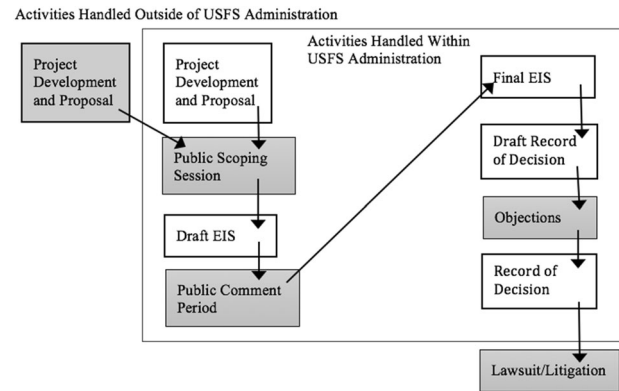 Activities Handled Outside of USFS Administration
Activities Handled Within
USFS Administration
Project
Development
and Proposal
Project
Development
and Proposal
Public Scoping
Session
Draft EIS
Public Comment
Period
Final EIS
Draft Record
of Decision
Objections
Record of
Decision
Lawsuit/Litigation